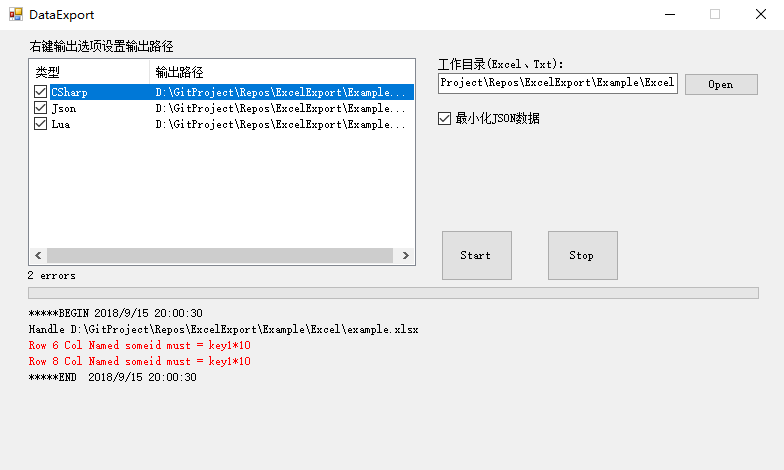 DataExport
右键输出选项设置输出路径
类型 输出路径
CSharp D:\GitProject\Repos\ExcelExport\Example...
Json D:\GitProject\Repos\ExcelExport\Example...
Lua D:\GitProject\Repos\ExcelExport\Example...
工作目录(Excel、Txt):
Project\Repos\ExcelExport\Example\Excel Open
最小化JSON数据
Start Stop
2 errors
*****BEGIN 2018/9/15 20:00:30
Handle D:\GitProject\Repos\ExcelExport\Example\Excel\example.xlsx
Row 6 Col Named someid must = key1*10
Row 8 Col Named someid must = key1*10
*****END 2018/9/15 20:00:30